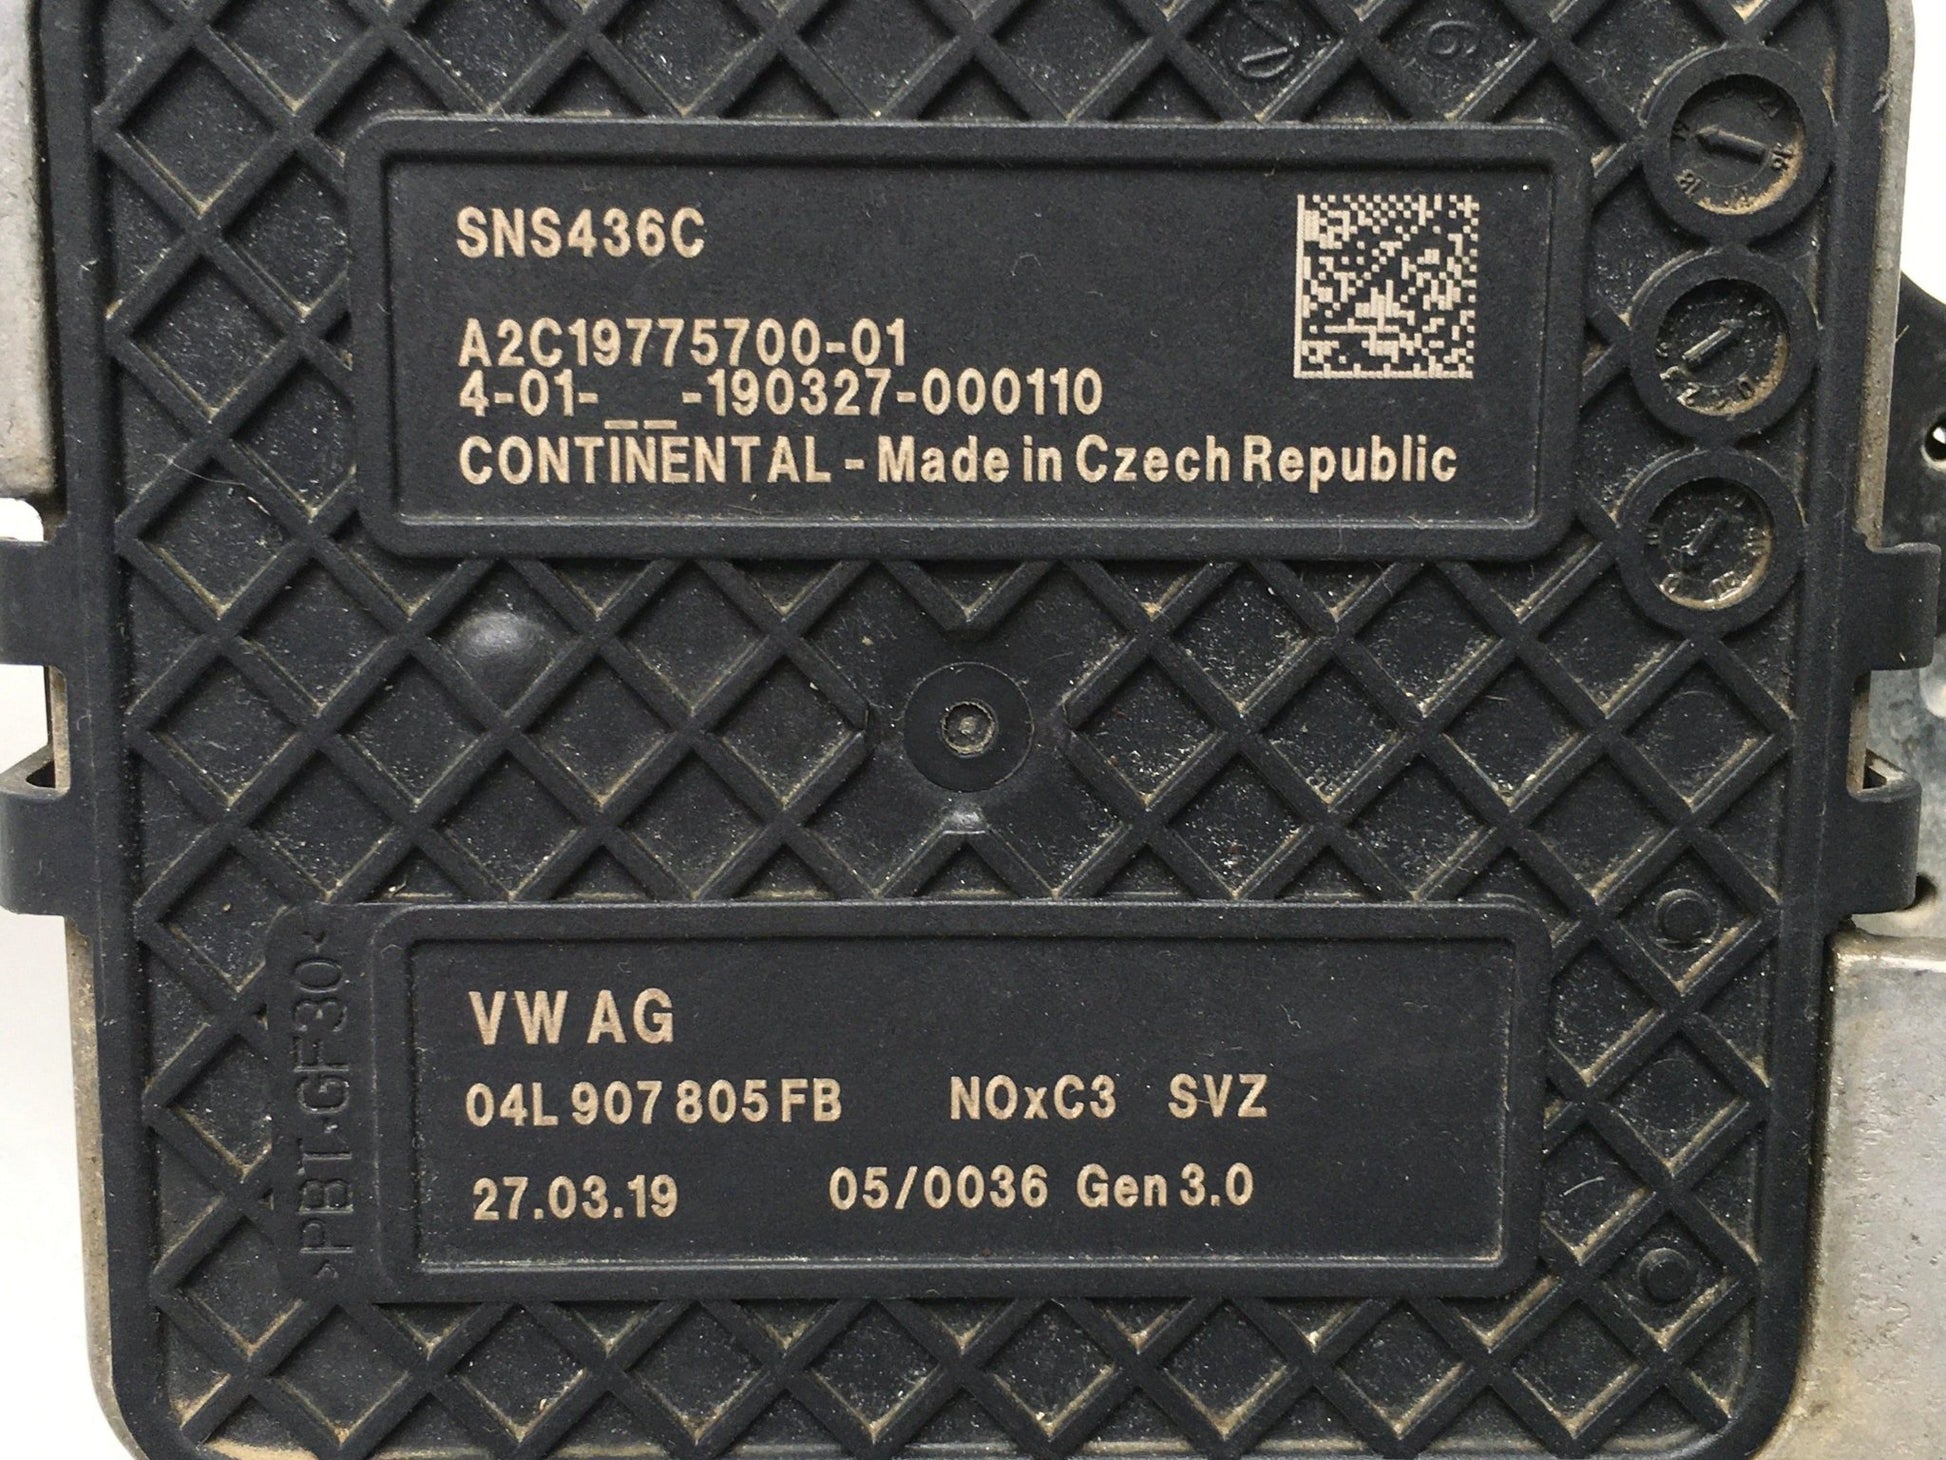 SNS436C
A2C19775700-01
4-01-__-190327-000110
CONTINENTAL - Made in Czech Republic
>PBT-GF30<
VW AG
04L 907 805 FB NOxC3 SVZ
27.03.19 05/0036 Gen 3.0